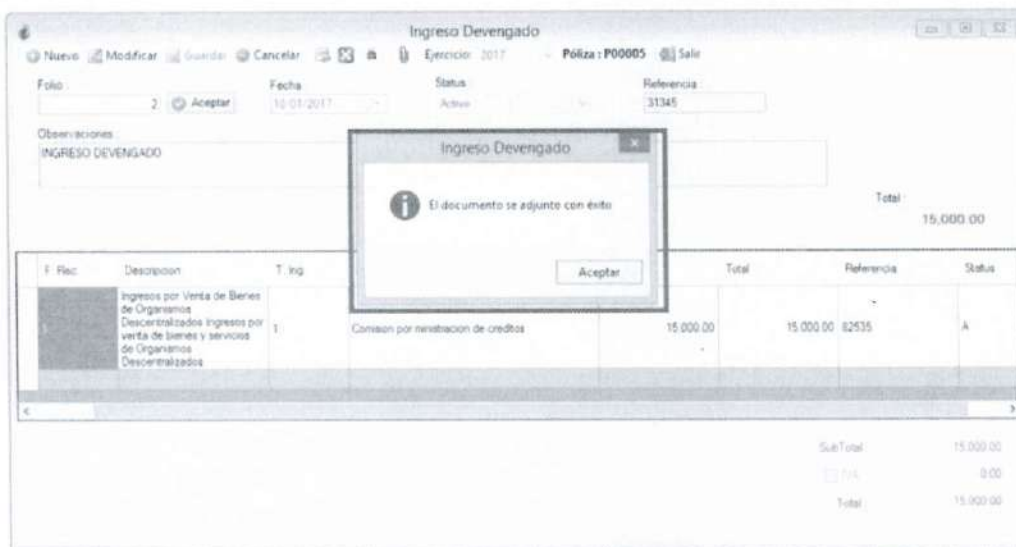 Ingreso Devengado
Nuevo Modificar Guardar Cancelar Ejercicio: 2017 Póliza : P00005 Salir
Folio : Fecha Status Referencia :
2 Aceptar 10/01/2017 Activo 31345
Observaciones :
INGRESO DEVENGADO
Ingreso Devengado
El documento se adjunto con éxito
Aceptar
Total :
15,000.00
F. Rec. Descripcion T. Ing. Total Referencia Status
1 Ingresos por Venta de Bienes
de Organismos
Descentralizados Ingresos por
venta de bienes y servicios
de Organismos
Descentralizados
1 Comision por ministracion de creditos 15.000.00 15.000.00 82535 A
SubTotal 15.000.00
IVA 0.00
Total 15.000.00